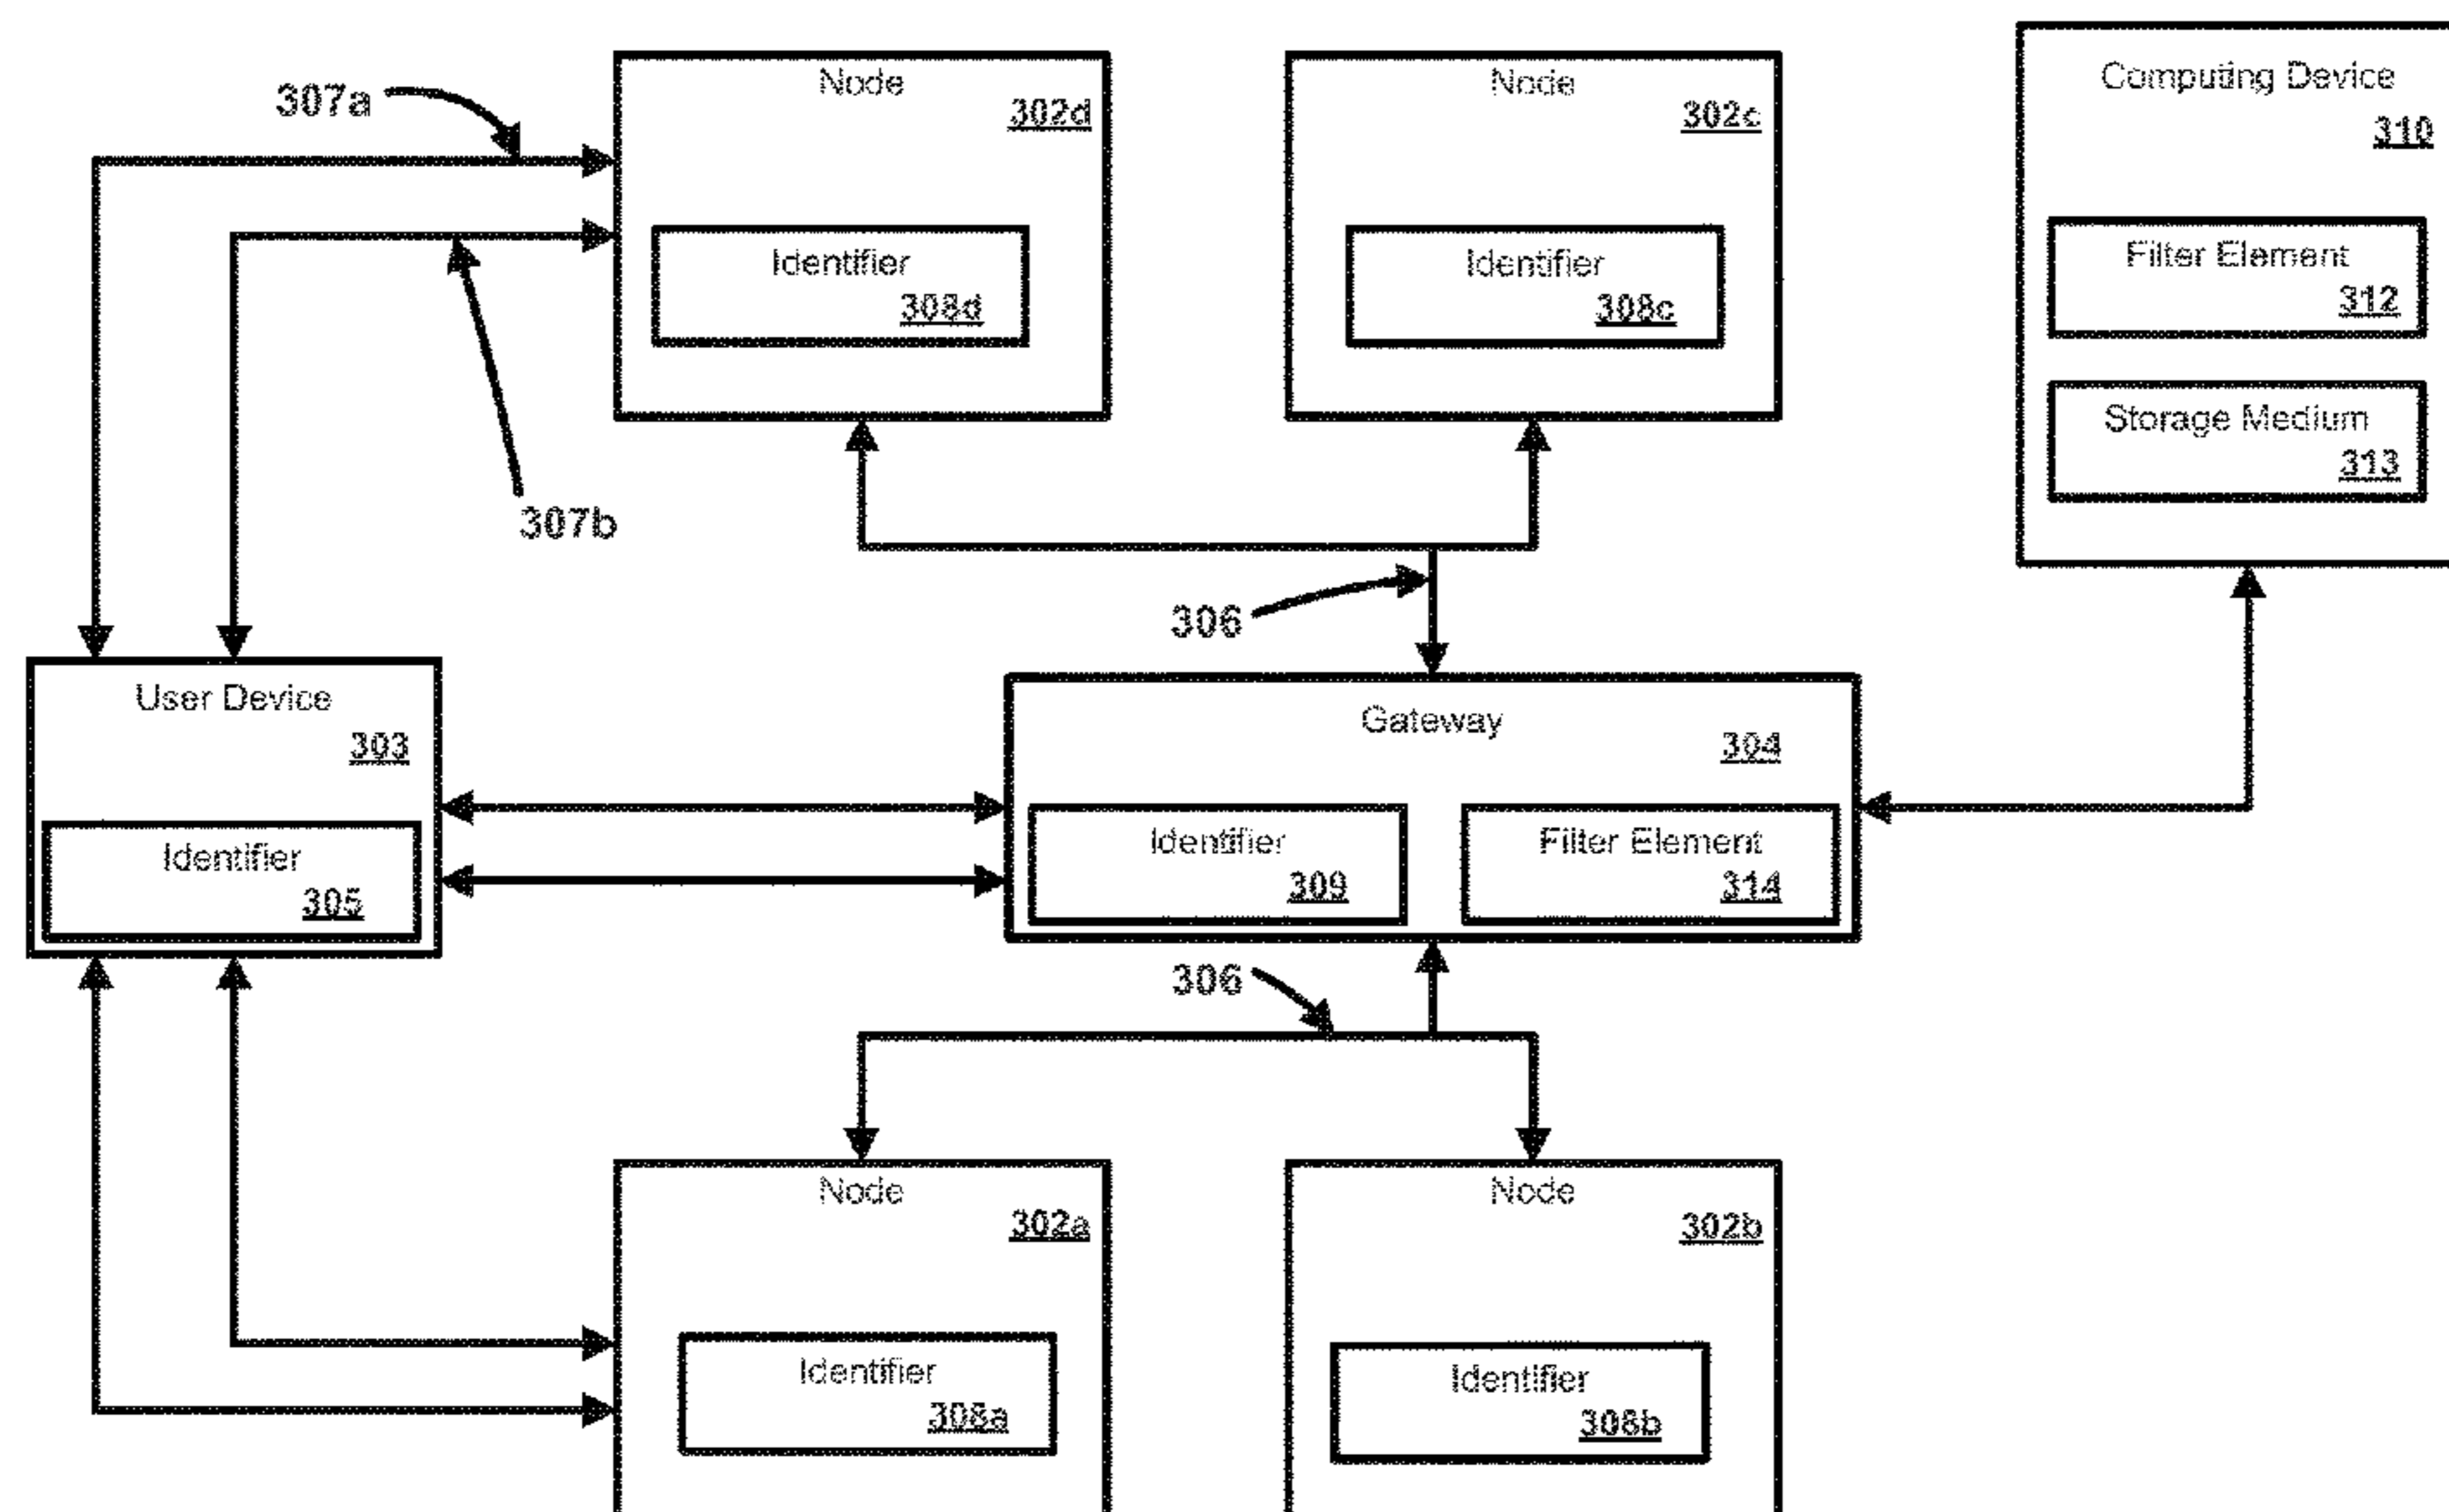 307a
Node
302d
Identifier
308d
Node
302c
Identifier
308c
Computing Device
310
Filter Element
312
Storage Medium
313
307b
306
User Device
303
Identifier
305
Gateway
304
Identifier
309
Filter Element
314
306
Node
302a
Identifier
308a
Node
302b
Identifier
308b